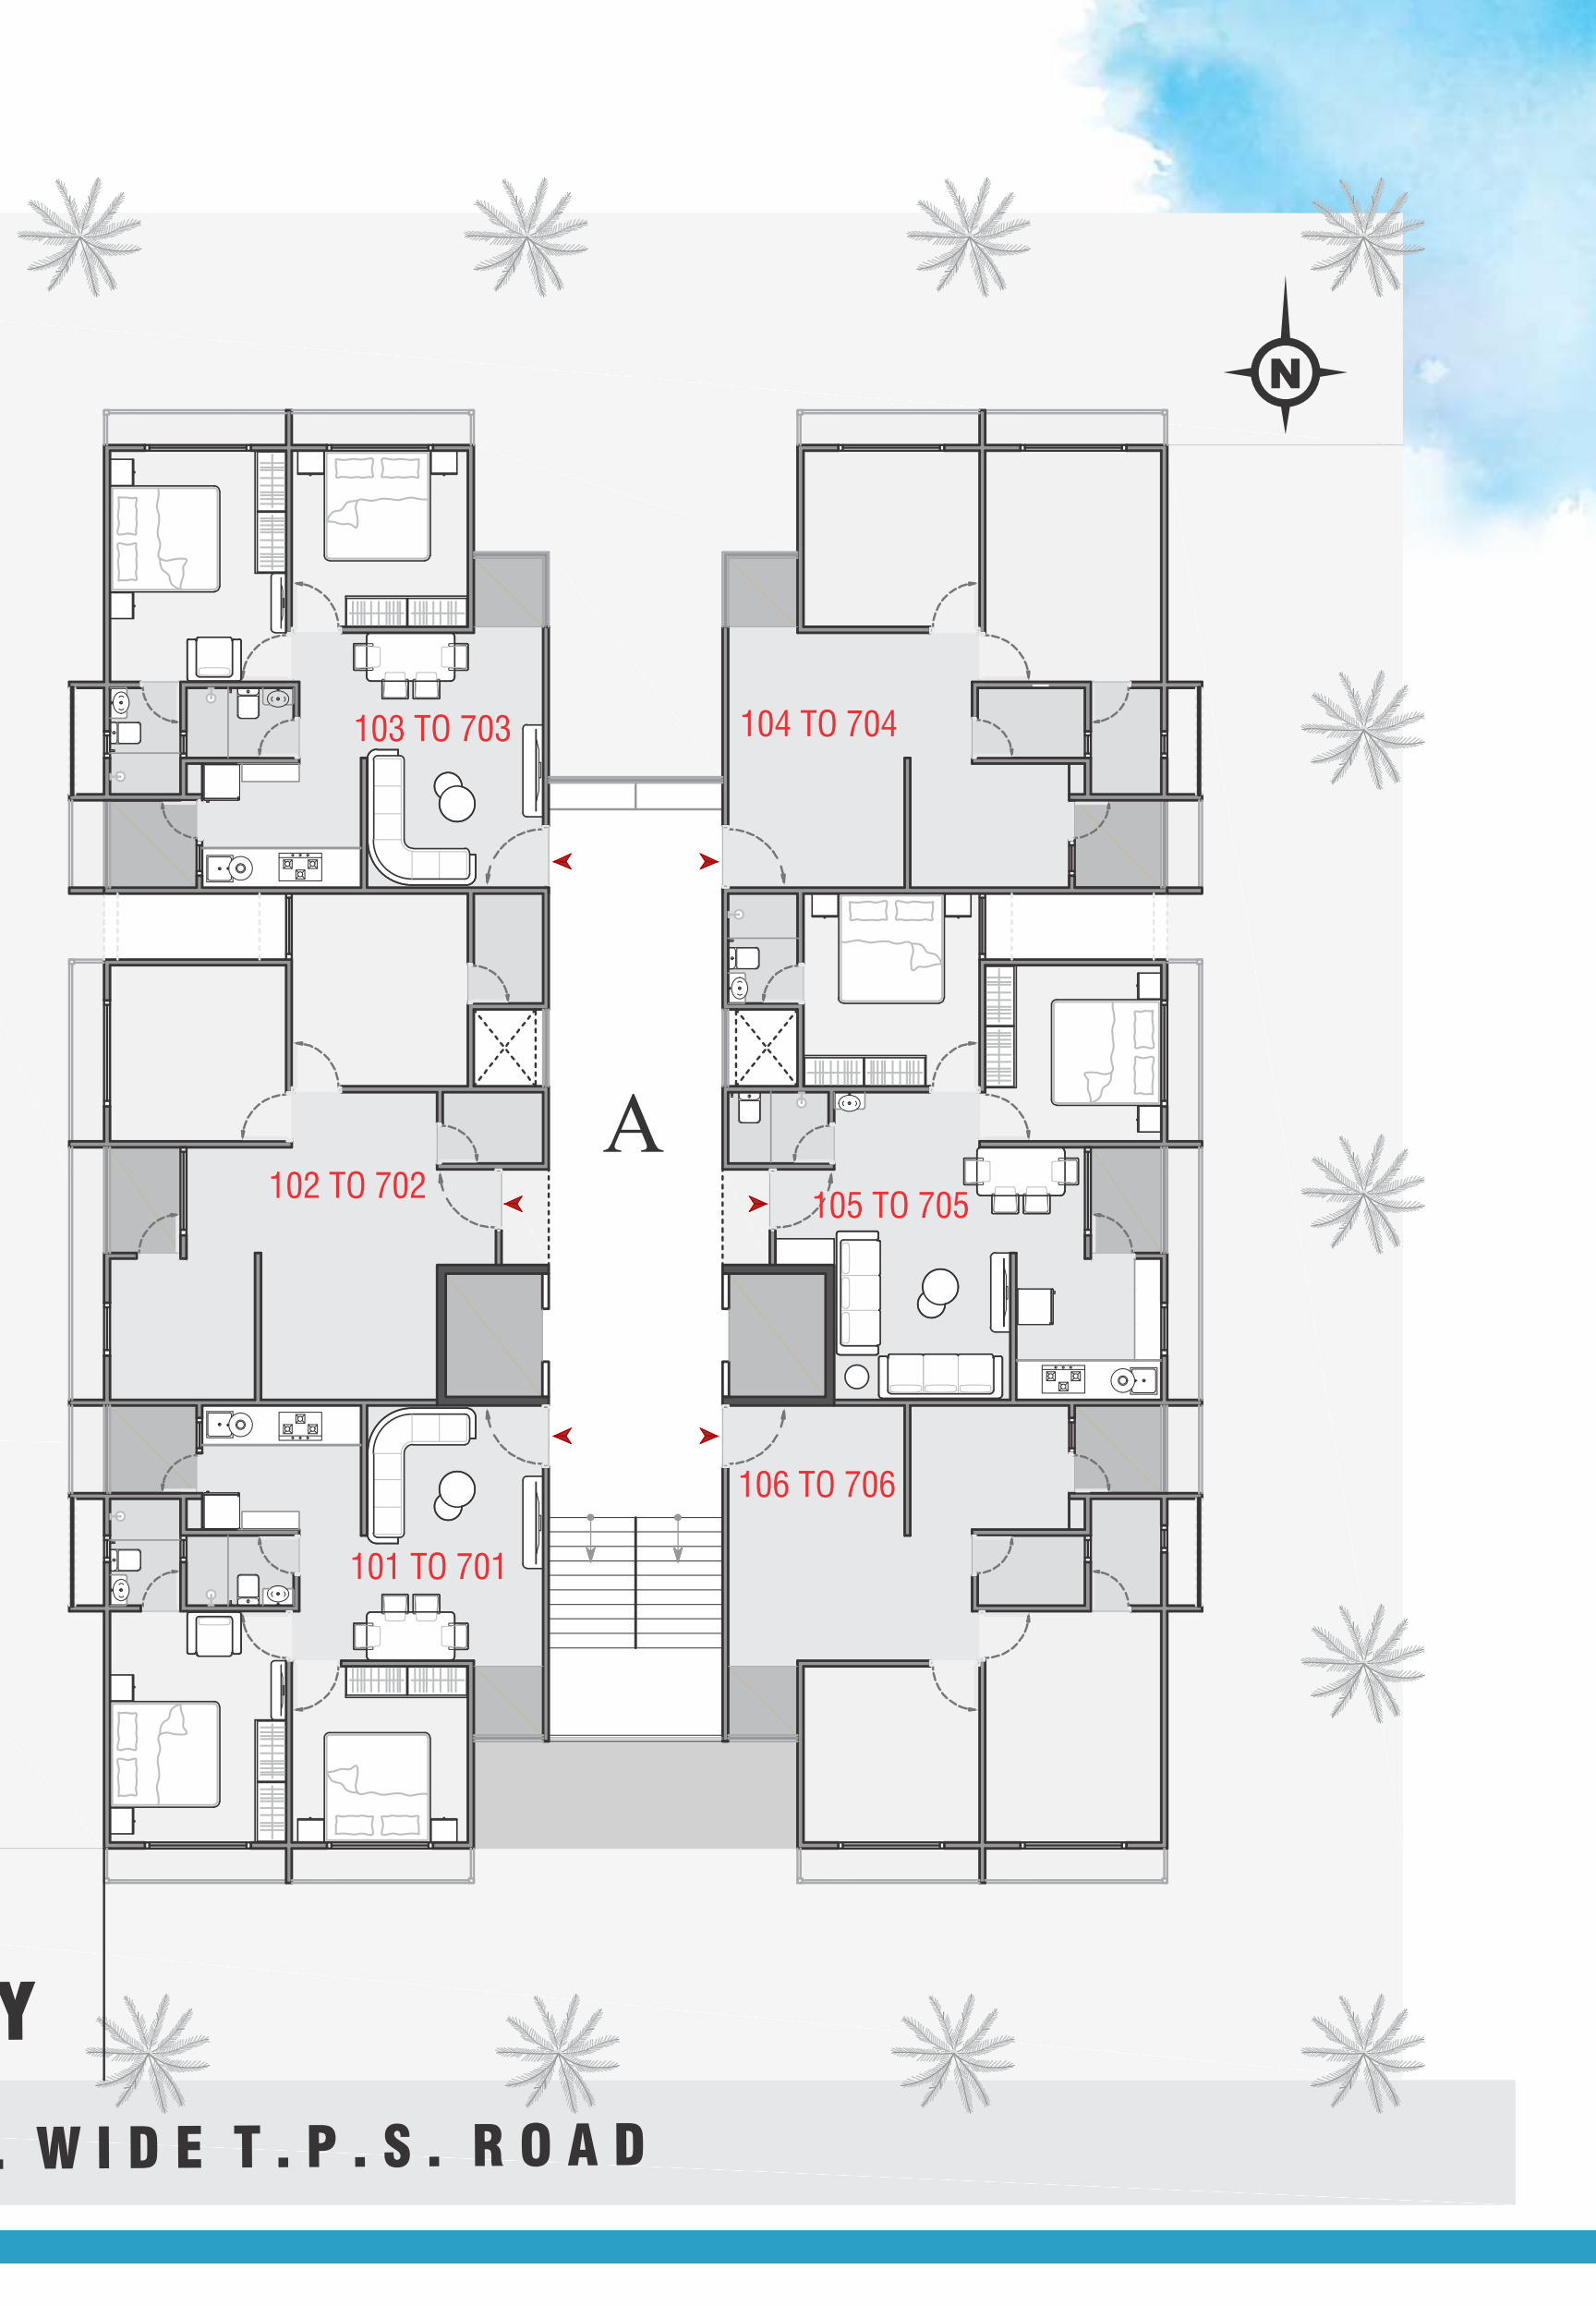 N
103 TO 703
104 TO 704
A
102 TO 702
105 TO 705
106 TO 706
101 TO 701
Y
. WIDE T.P.S. ROAD